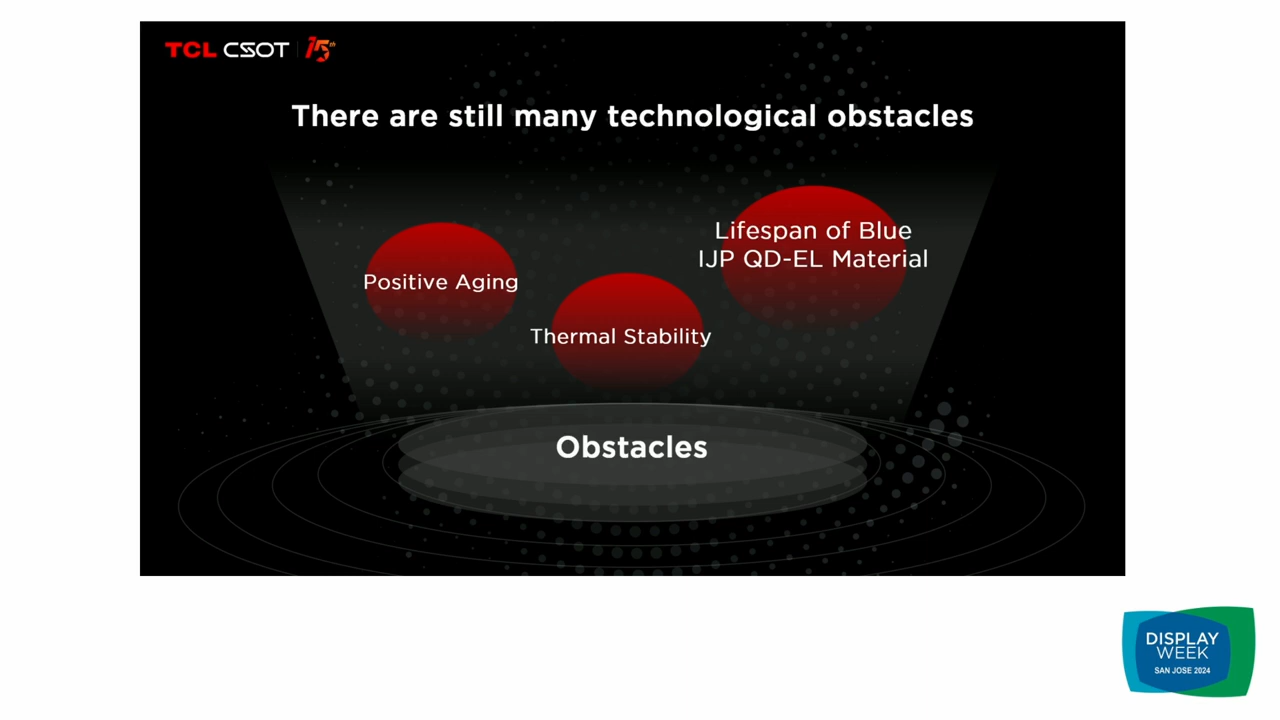 TCL CSOT 15th
There are still many technological obstacles
Lifespan of Blue
IJP QD-EL Material
Positive Aging
Thermal Stability
Obstacles
DISPLAY
WEEK
SAN JOSE 2024